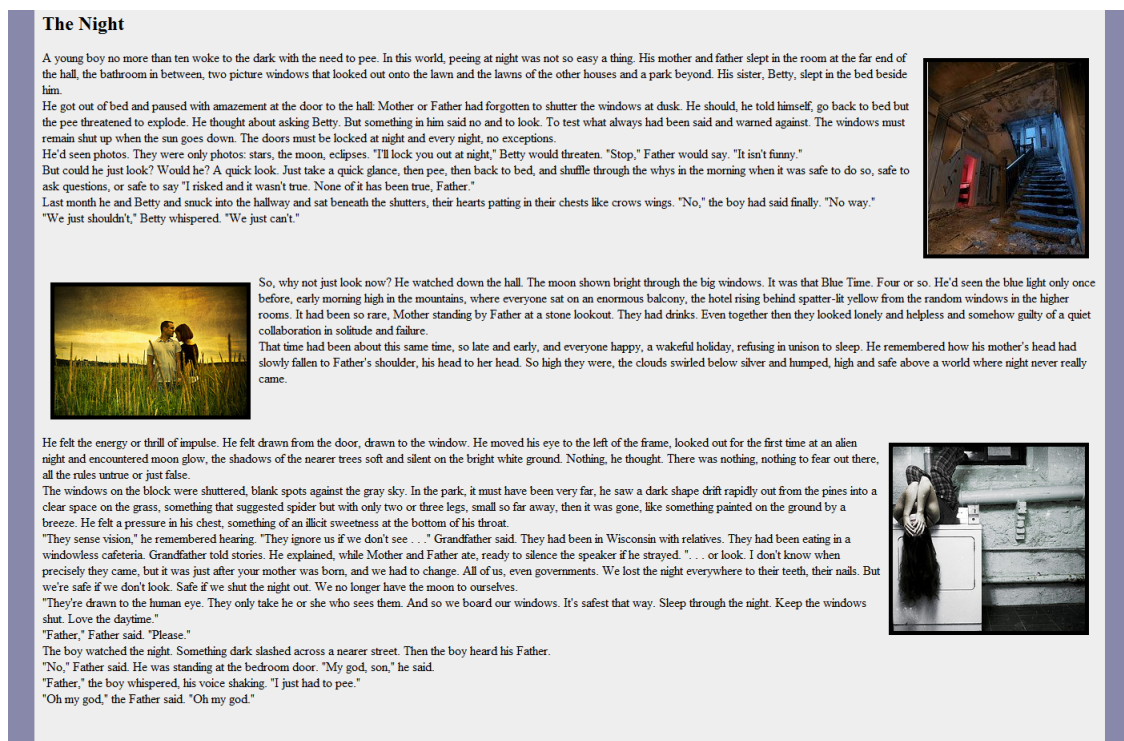 The Night
A young boy no more than ten woke to the dark with the need to pee. In this world, peeing at night was not so easy a thing. His mother and father slept in the room at the far end of
the hall, the bathroom in between, two picture windows that looked out onto the lawn and the lawns of the other houses and a park beyond. His sister, Betty, slept in the bed beside
him.
He got out of bed and paused with amazement at the door to the hall: Mother or Father had forgotten to shutter the windows at dusk. He should, he told himself, go back to bed but
the pee threatened to explode. He thought about asking Betty. But something in him said no and to look. To test what always had been said and warned against. The windows must
remain shut up when the sun goes down. The doors must be locked at night and every night, no exceptions.
He'd seen photos. They were only photos: stars, the moon, eclipses. "I'll lock you out at night," Betty would threaten. "Stop," Father would say. "It isn't funny."
But could he just look? Would he? A quick look. Just take a quick glance, then pee, then back to bed, and shuffle through the whys in the morning when it was safe to do so, safe to
ask questions, or safe to say "I risked and it wasn't true. None of it has been true, Father."
Last month he and Betty and snuck into the hallway and sat beneath the shutters, their hearts patting in their chests like crows wings. "No," the boy had said finally. "No way."
"We just shouldn't," Betty whispered. "We just can't."
So, why not just look now? He watched down the hall. The moon shown bright through the big windows. It was that Blue Time. Four or so. He'd seen the blue light only once
before, early morning high in the mountains, where everyone sat on an enormous balcony, the hotel rising behind spatter-lit yellow from the random windows in the higher
rooms. It had been so rare, Mother standing by Father at a stone lookout. They had drinks. Even together then they looked lonely and helpless and somehow guilty of a quiet
collaboration in solitude and failure.
That time had been about this same time, so late and early, and everyone happy, a wakeful holiday, refusing in unison to sleep. He remembered how his mother's head had
slowly fallen to Father's shoulder, his head to her head. So high they were, the clouds swirled below silver and humped, high and safe above a world where night never really
came.
He felt the energy or thrill of impulse. He felt drawn from the door, drawn to the window. He moved his eye to the left of the frame, looked out for the first time at an alien
night and encountered moon glow, the shadows of the nearer trees soft and silent on the bright white ground. Nothing, he thought. There was nothing, nothing to fear out there,
all the rules untrue or just false.
The windows on the block were shuttered, blank spots against the gray sky. In the park, it must have been very far, he saw a dark shape drift rapidly out from the pines into a
clear space on the grass, something that suggested spider but with only two or three legs, small so far away, then it was gone, like something painted on the ground by a
breeze. He felt a pressure in his chest, something of an illicit sweetness at the bottom of his throat.
"They sense vision," he remembered hearing. "They ignore us if we don't see . . ." Grandfather said. They had been in Wisconsin with relatives. They had been eating in a
windowless cafeteria. Grandfather told stories. He explained, while Mother and Father ate, ready to silence the speaker if he strayed. ". . . or look. I don't know when
precisely they came, but it was just after your mother was born, and we had to change. All of us, even governments. We lost the night everywhere to their teeth, their nails. But
we're safe if we don't look. Safe if we shut the night out. We no longer have the moon to ourselves.
"They're drawn to the human eye. They only take he or she who sees them. And so we board our windows. It's safest that way. Sleep through the night. Keep the windows
shut. Love the daytime."
"Father," Father said. "Please."
The boy watched the night. Something dark slashed across a nearer street. Then the boy heard his Father.
"No," Father said. He was standing at the bedroom door. "My god, son," he said.
"Father," the boy whispered, his voice shaking. "I just had to pee."
"Oh my god," the Father said. "Oh my god."